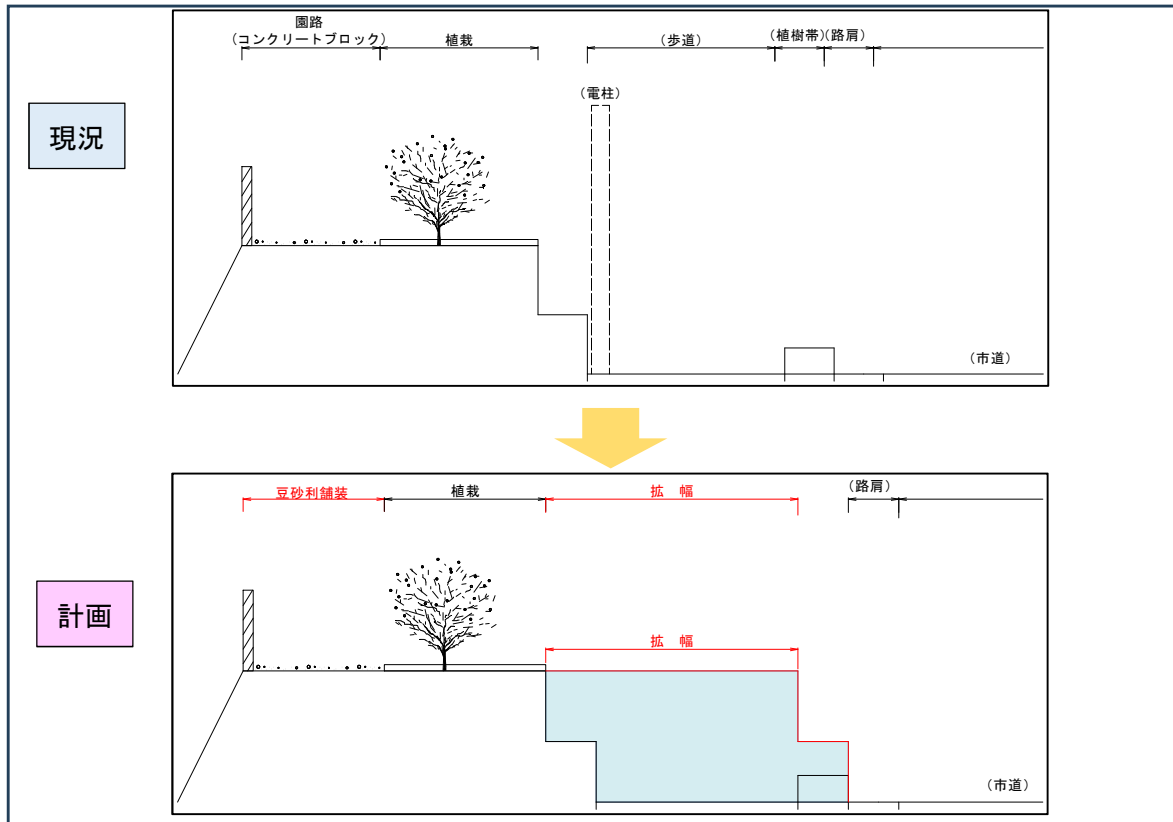 園路
(コンクリートブロック)
植栽
(歩道)
(植樹帯)
(路肩)
(電柱)
現況
(市道)
豆砂利舗装
植栽
拡 幅
(路肩)
計画
拡 幅
(市道)